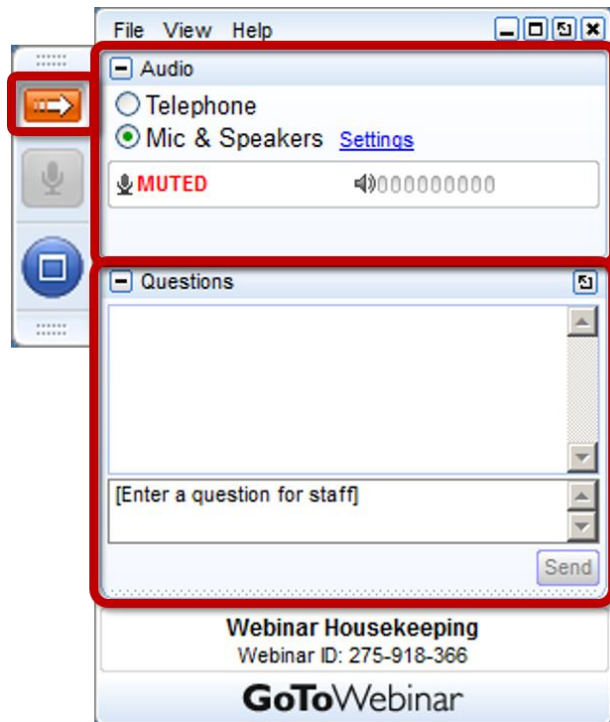 File View Help
Audio
Telephone
Mic & Speakers Settings
MUTED 000000000
Questions
[Enter a question for staff]
Send
Webinar Housekeeping
Webinar ID: 275-918-366
GoToWebinar